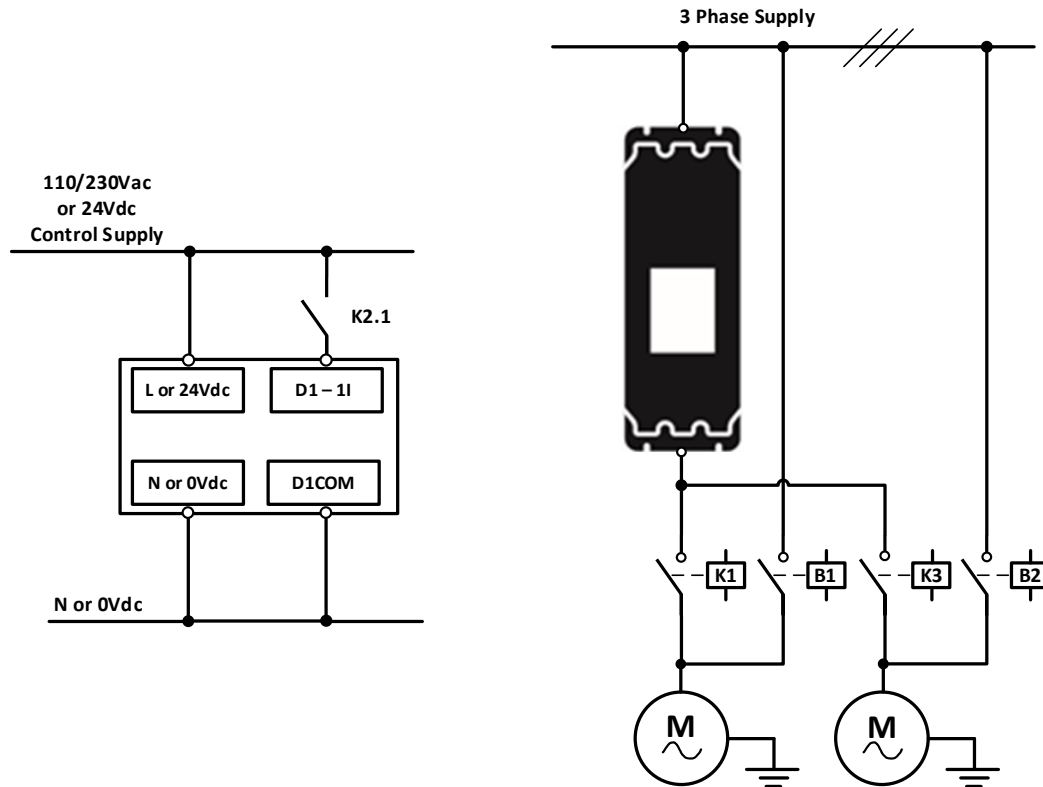 3 Phase Supply
110/230Vac
or 24Vdc
Control Supply
K2.1
L or 24Vdc
D1 – 1I
N or 0Vdc
D1COM
N or 0Vdc
K1
B1
K3
B2
M
M